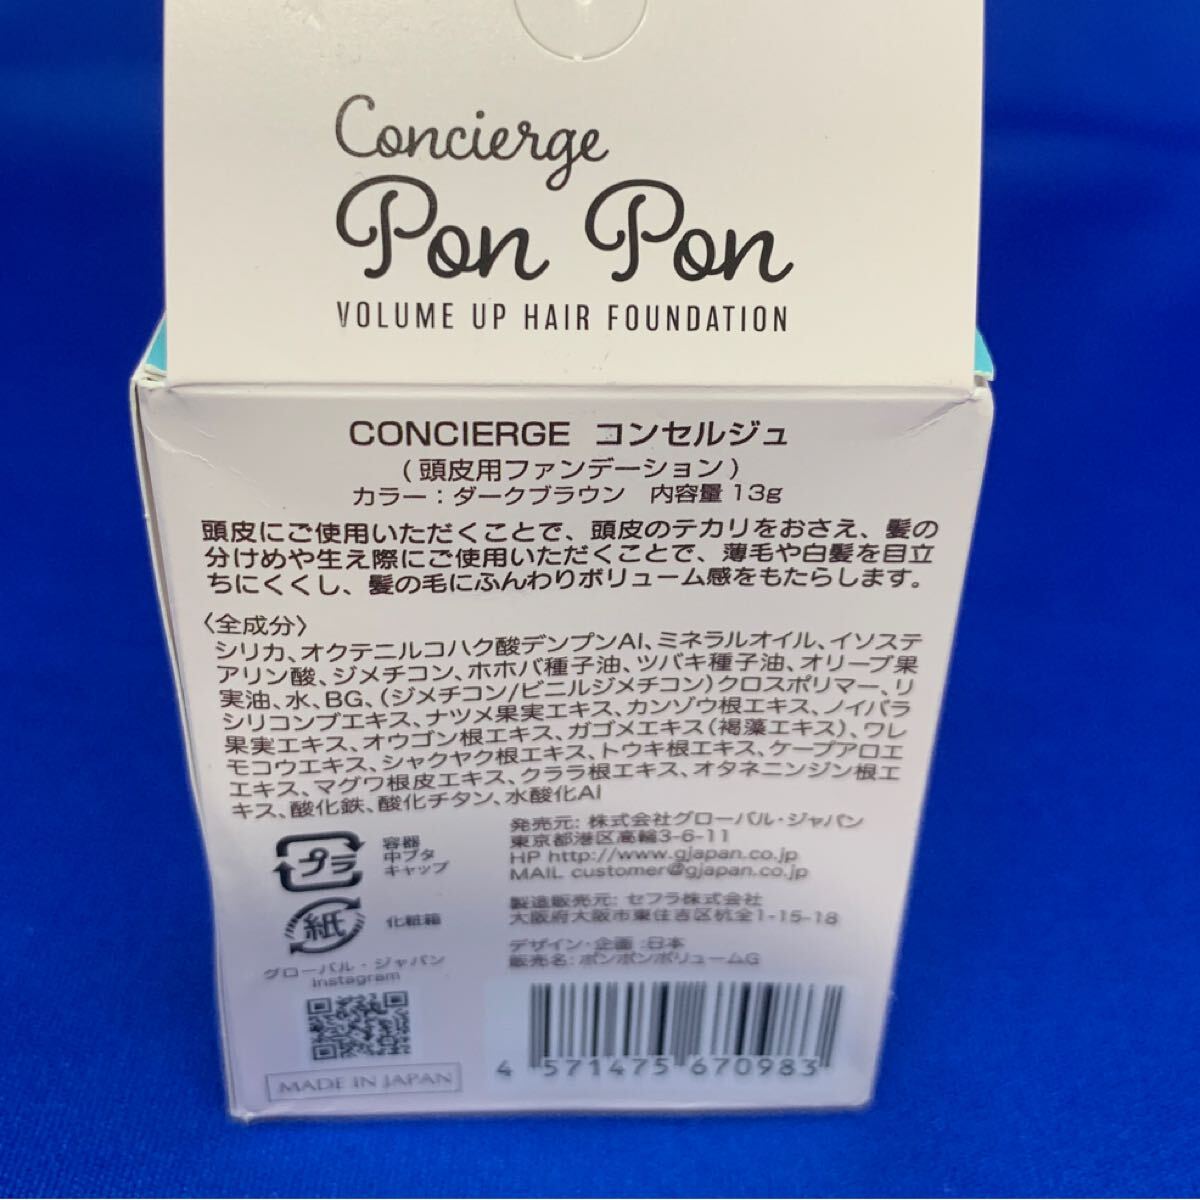 Concierge
Pon Pon
VOLUME UP HAIR FOUNDATION
CONCIERGE コンセルジュ
(頭皮用ファンデーション)
カラー:ダークブラウン 内容量 13g
頭皮にご使用いただくことで、頭皮のテカリをおさえ、髪の
分けめや生え際にご使用いただくことで、薄毛や白髪を目立
ちにくくし、髪の毛にふんわりボリューム感をもたらします。
〈全成分〉
シリカ、オクテニルコハク酸デンプンAl、ミネラルオイル、イソステ
アリン酸、ジメチコン、ホホバ種子油、ツバキ種子油、オリーブ果
実油、水、BG、(ジメチコン/ビニルジメチコン)クロスポリマー、リ
シリコンブエキス、ナツメ果実エキス、カンゾウ根エキス、ノイバラ
果実エキス、オウゴン根エキス、ガゴメエキス(褐藻エキス)、ワレ
モコウエキス、シャクヤク根エキス、トウキ根エキス、ケープアロエ
エキス、マグワ根皮エキス、クララ根エキス、オタネニンジン根エ
キス、酸化鉄、酸化チタン、水酸化Al
プラ
容器
中ブタ
キャップ
紙
化粧箱
グローバル・ジャパン
Instagram
MADE IN JAPAN
発売元:株式会社グローバル・ジャパン
東京都港区高輪3-6-11
HP http://www.gjapan.co.jp
MAIL customer@gjapan.co.jp
製造販売元:セフラ株式会社
大阪府大阪市東住吉区杭全1-15-18
デザイン・企画:日本
販売名:ポンポンボリュームG
4 571475 670983